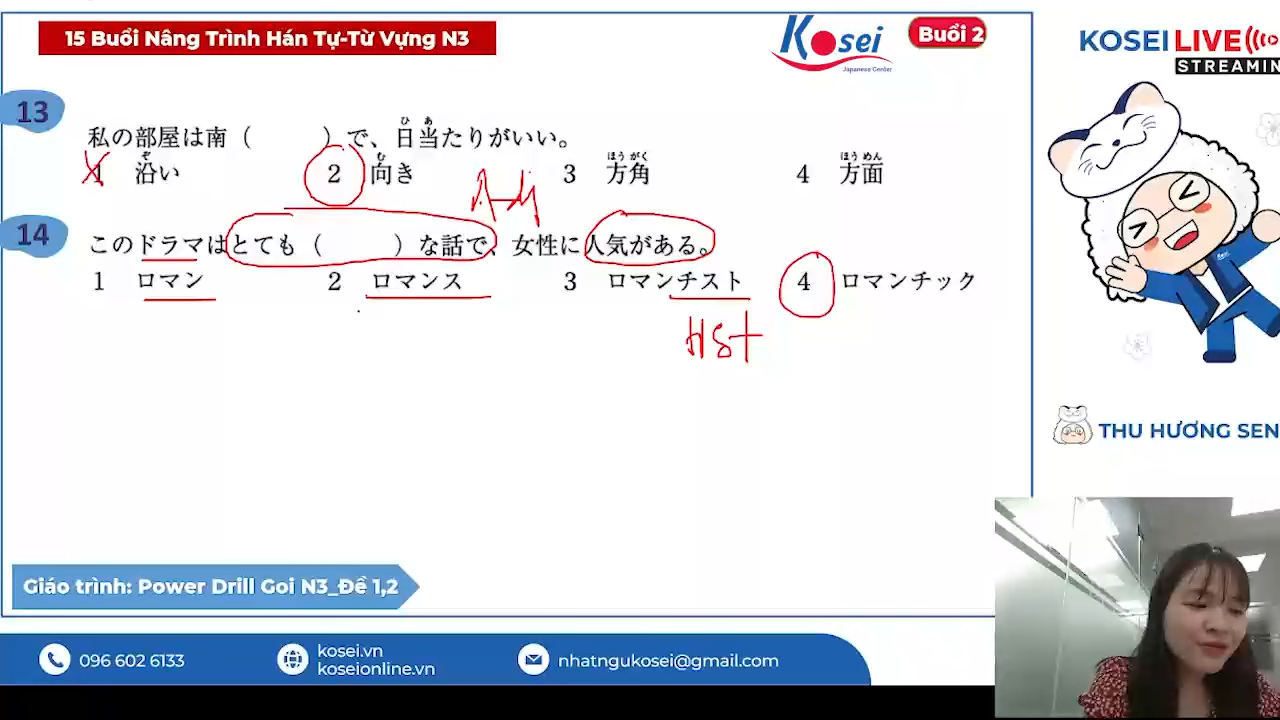 15 Buổi Nâng Trình Hán Tự-Từ Vựng N3
Kosei
Japanese Center
Buổi 2
KOSEI LIVE
STREAMIN
13
私の部屋は南（　　　）で、日当たりがいい。
ひ あ
1 沿い 2 向き 3 方角 4 方面
ぞ む ほうがく ほうめん
14
このドラマはとても（　　　）な話で、女性に人気がある。
1 ロマン 2 ロマンス 3 ロマンチスト 4 ロマンチック
THU HƯƠNG SEN
Giáo trình: Power Drill Goi N3_Đề 1,2
096 602 6133
kosei.vn
koseionline.vn
nhatngukosei@gmail.com